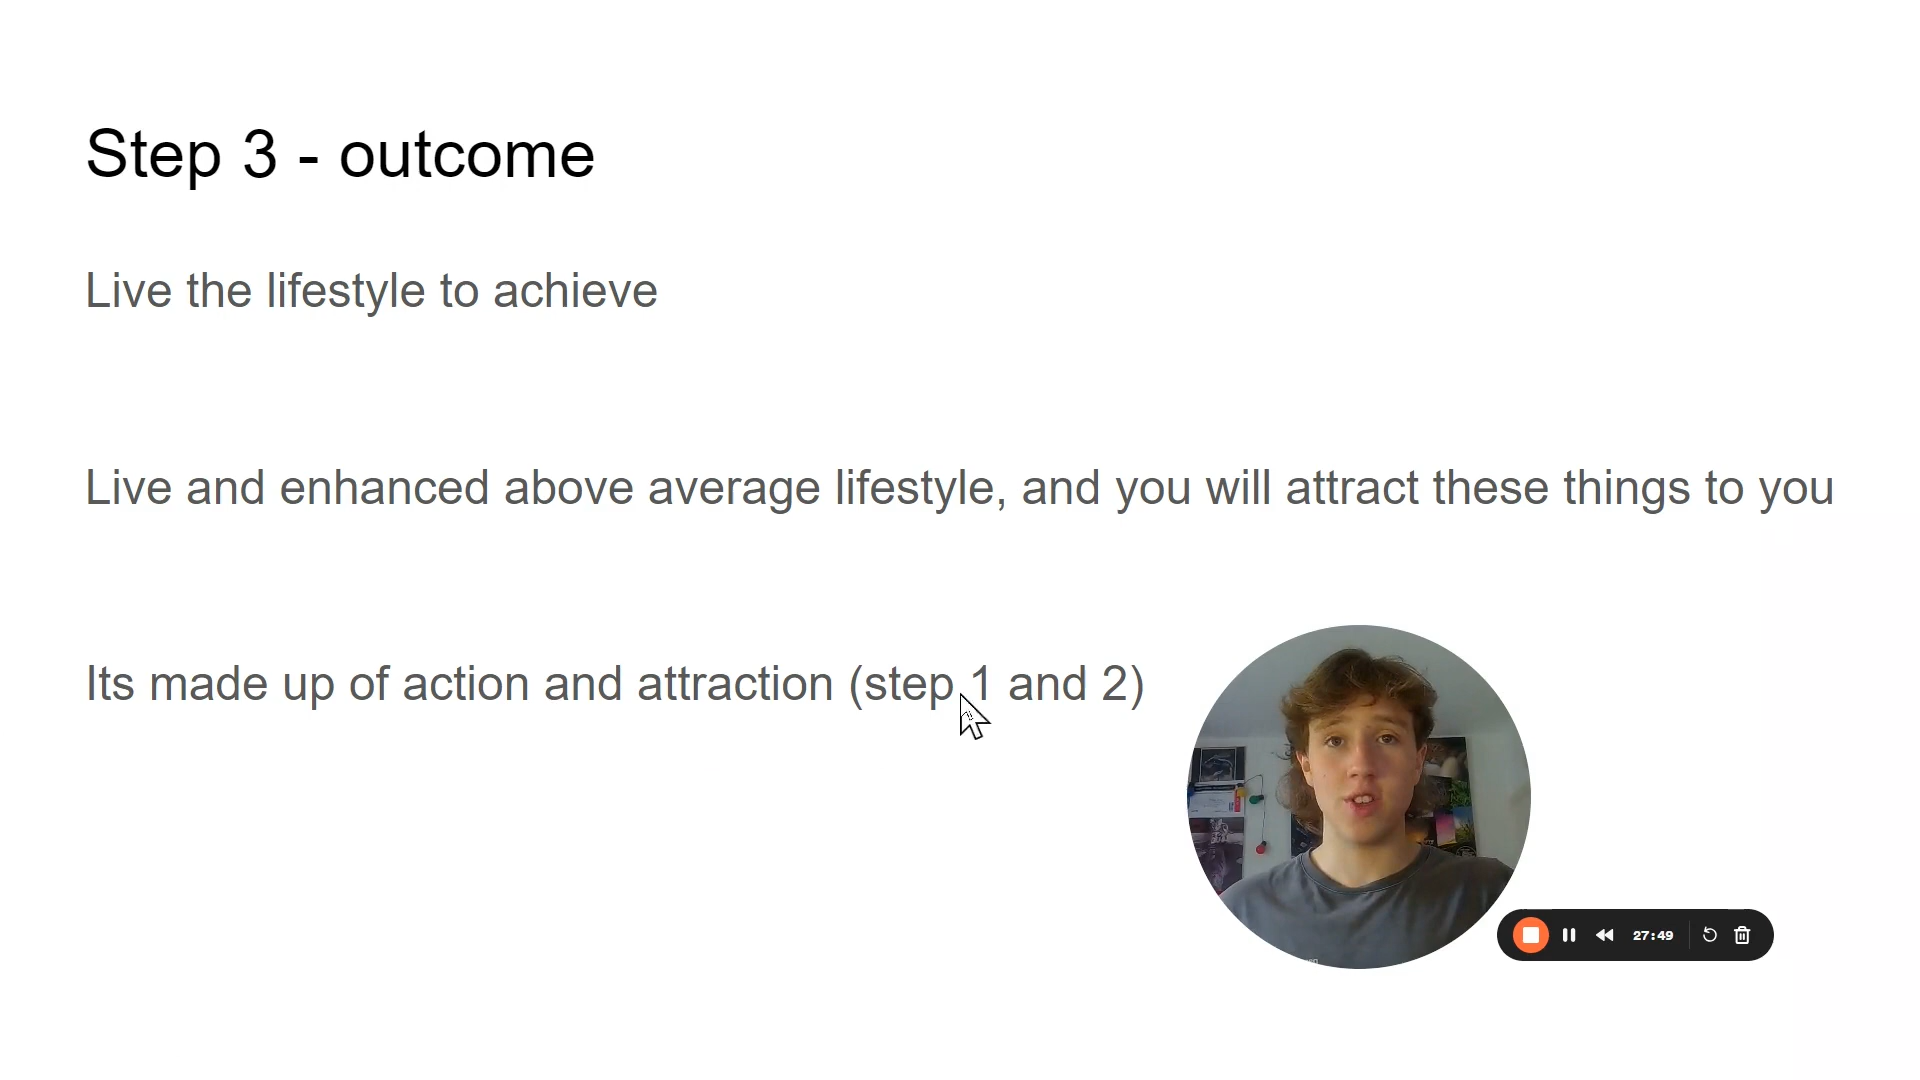 Step 3 - outcome
Live the lifestyle to achieve
Live and enhanced above average lifestyle, and you will attract these things to you
Its made up of action and attraction (step 1 and 2)
27:49